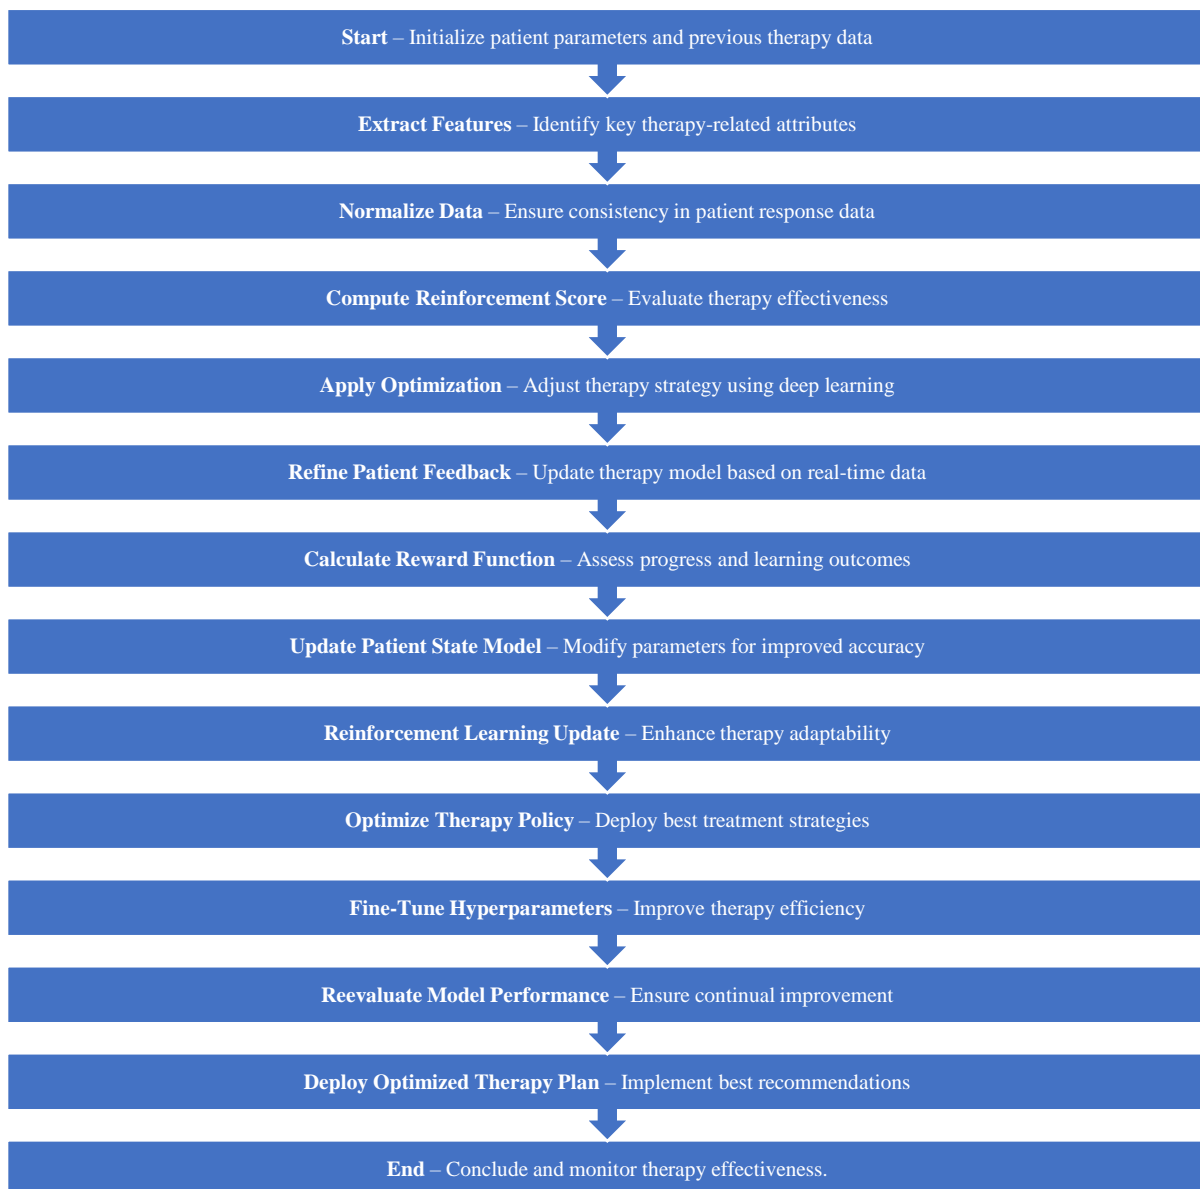 Start – Initialize patient parameters and previous therapy data
Extract Features – Identify key therapy-related attributes
Normalize Data – Ensure consistency in patient response data
Compute Reinforcement Score – Evaluate therapy effectiveness
Apply Optimization – Adjust therapy strategy using deep learning
Refine Patient Feedback – Update therapy model based on real-time data
Calculate Reward Function – Assess progress and learning outcomes
Update Patient State Model – Modify parameters for improved accuracy
Reinforcement Learning Update – Enhance therapy adaptability
Optimize Therapy Policy – Deploy best treatment strategies
Fine-Tune Hyperparameters – Improve therapy efficiency
Reevaluate Model Performance – Ensure continual improvement
Deploy Optimized Therapy Plan – Implement best recommendations
End – Conclude and monitor therapy effectiveness.